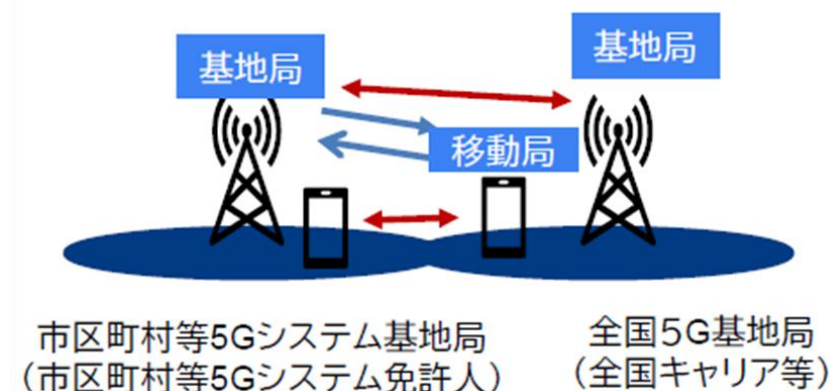 基地局
基地局
移動局
市区町村等5Gシステム基地局
（市区町村等5Gシステム免許人）
全国5G基地局
（全国キャリア等）